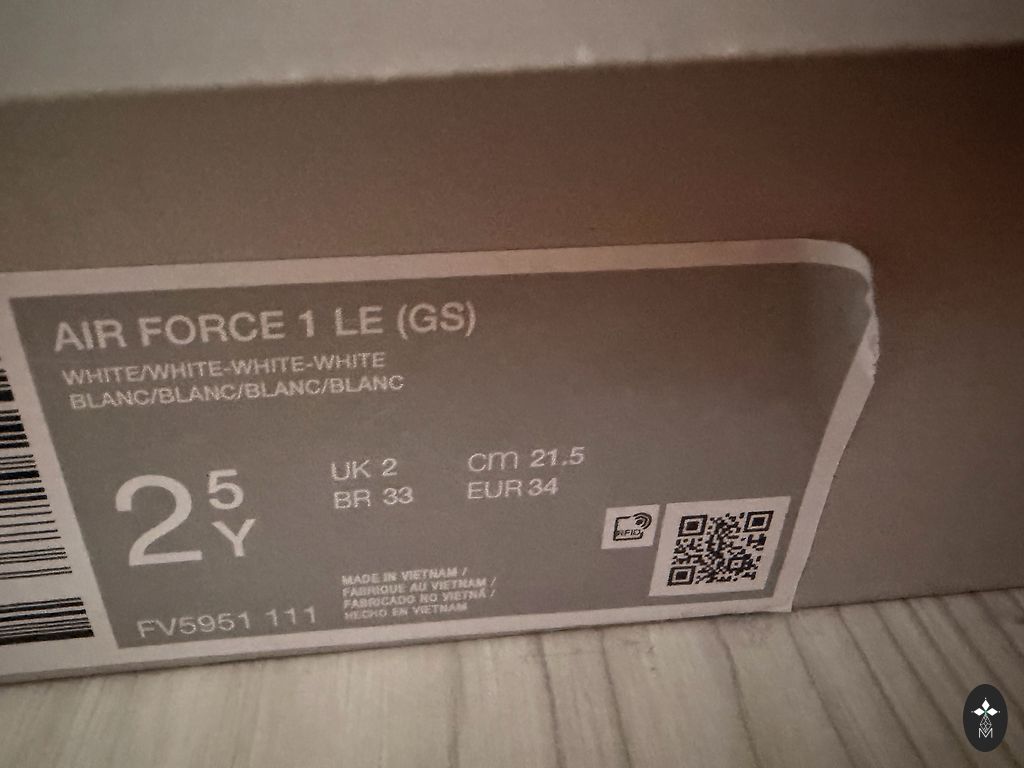 AIR FORCE 1 LE (GS)
WHITE/WHITE-WHITE-WHITE
BLANC/BLANC/BLANC/BLANC
2 5 Y
UK 2
BR 33
cm 21.5
EUR 34
RFID
MADE IN VIETNAM /
FABRIQUE AU VIETNAM /
FABRICADO NO VIETNÃ /
HECHO EN VIETNAM
FV5951 111
M